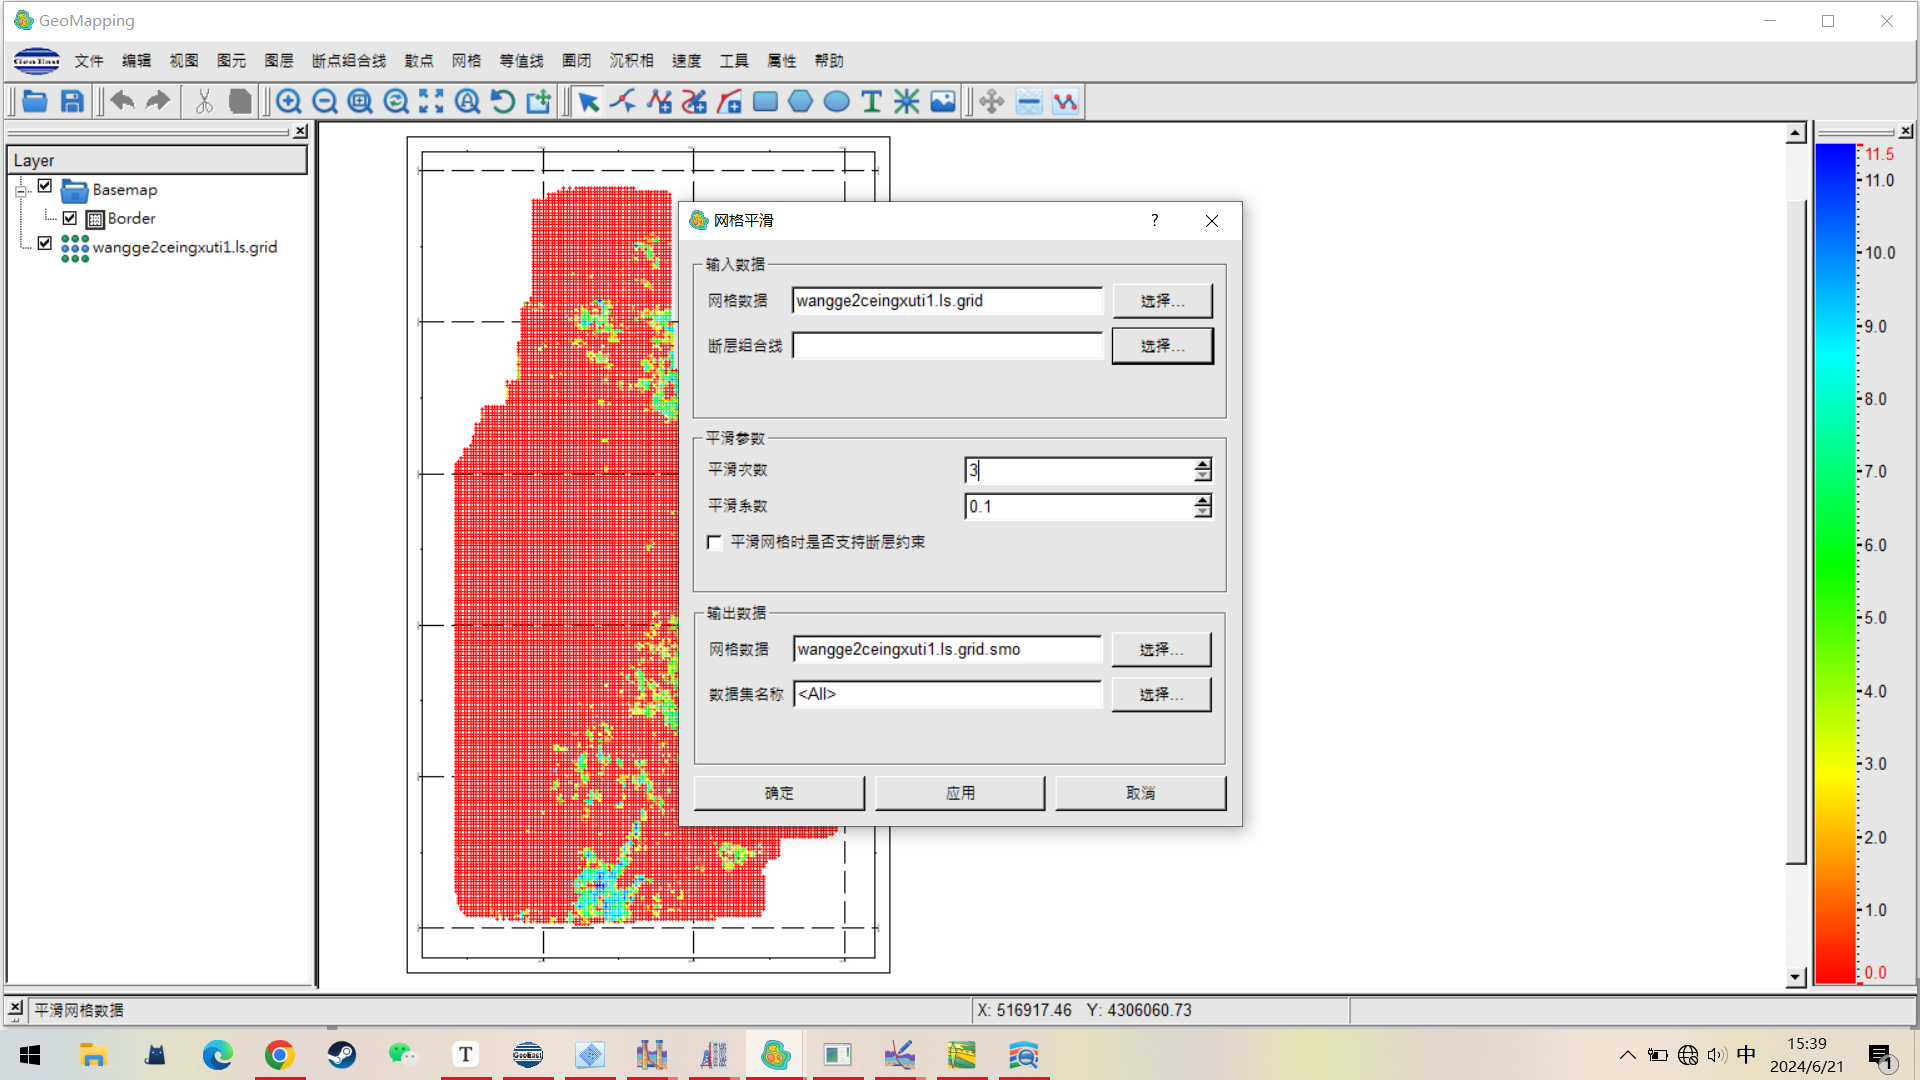 GeoMapping
GeoEast 文件 编辑 视图 图元 图层 断点组合线 散点 网格 等值线 圈闭 沉积相 速度 工具 属性 帮助
Layer
Basemap
Border
wangge2ceingxuti1.ls.grid
网格平滑
?
输入数据
网格数据 wangge2ceingxuti1.ls.grid 选择...
断层组合线 选择...
平滑参数
平滑次数 3
平滑系数 0.1
平滑网格时是否支持断层约束
输出数据
网格数据 wangge2ceingxuti1.ls.grid.smo 选择...
数据集名称 <All> 选择...
确定 应用 取消
11.5
11.0
10.0
9.0
8.0
7.0
6.0
5.0
4.0
3.0
2.0
1.0
0.0
平滑网格数据 X: 516917.46 Y: 4306060.73
T GeoEast 中 15:39
2024/6/21
1